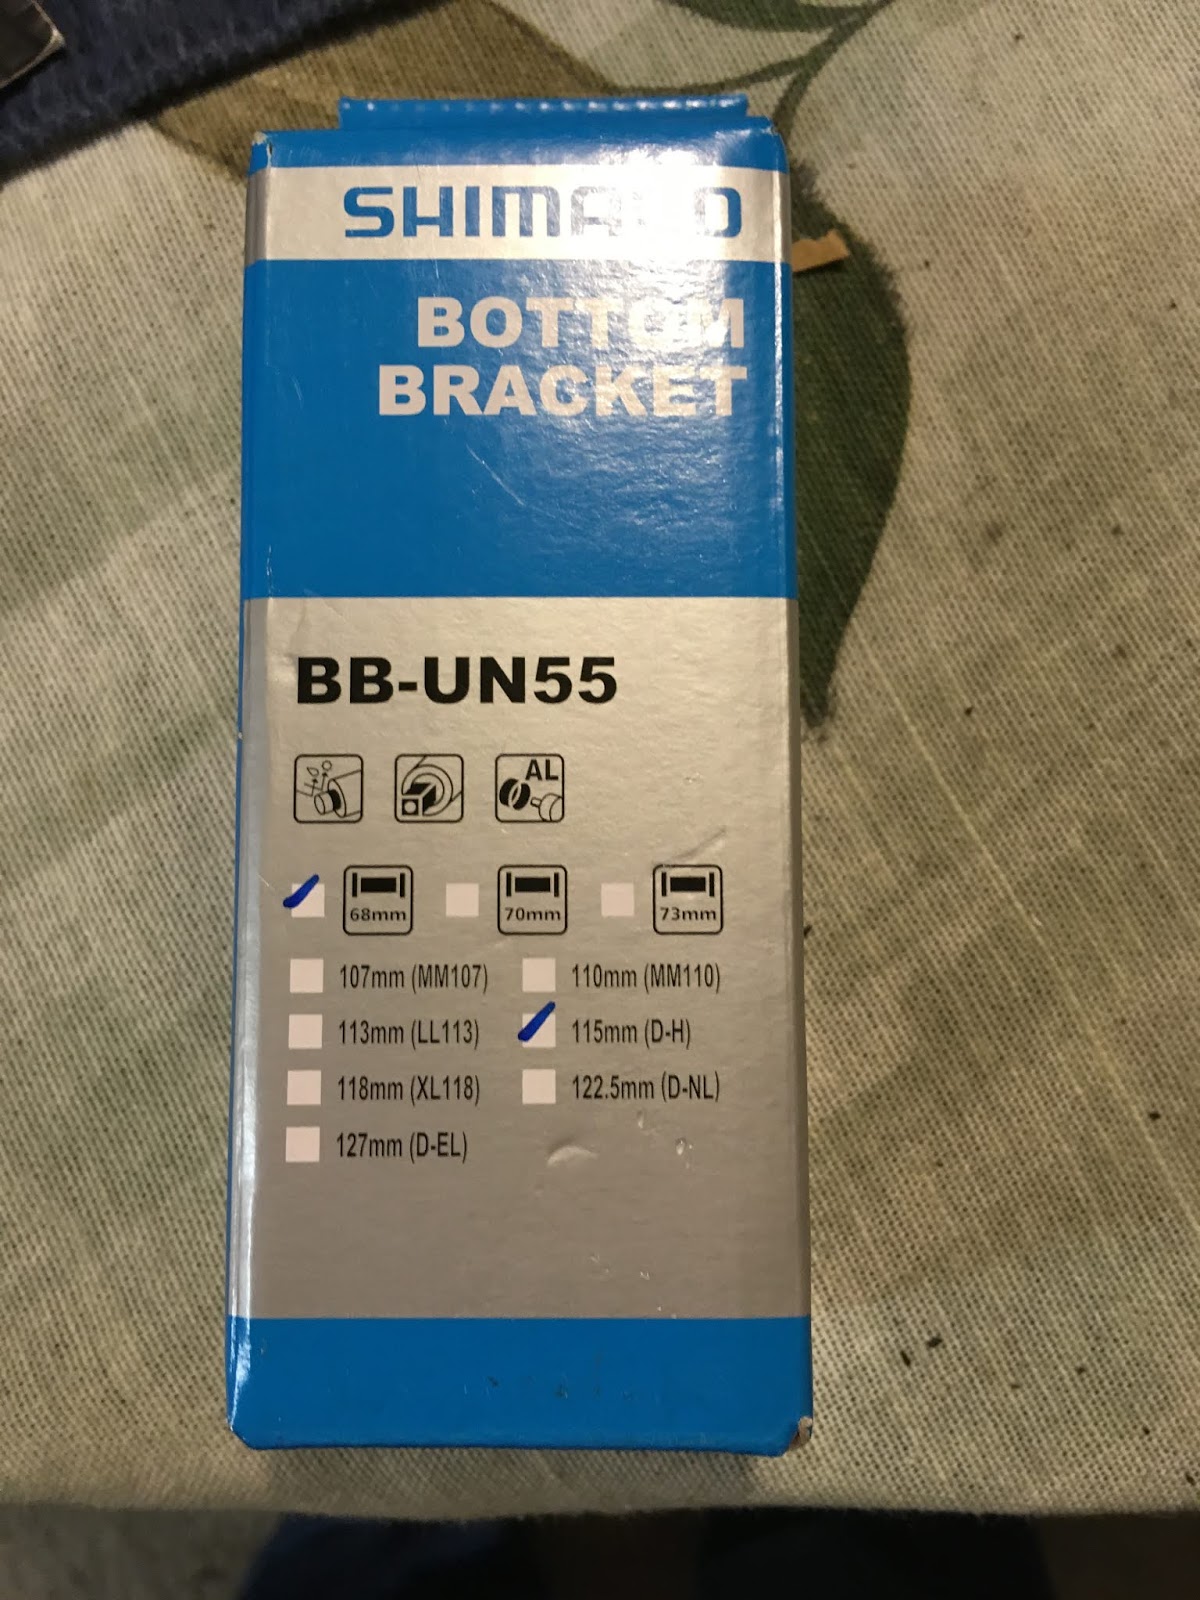 SHIMANO
BOTTOM
BRACKET
BB-UN55
AL
68mm 70mm 73mm
107mm (MM107) 110mm (MM110)
113mm (LL113) 115mm (D-H)
118mm (XL118) 122.5mm (D-NL)
127mm (D-EL)